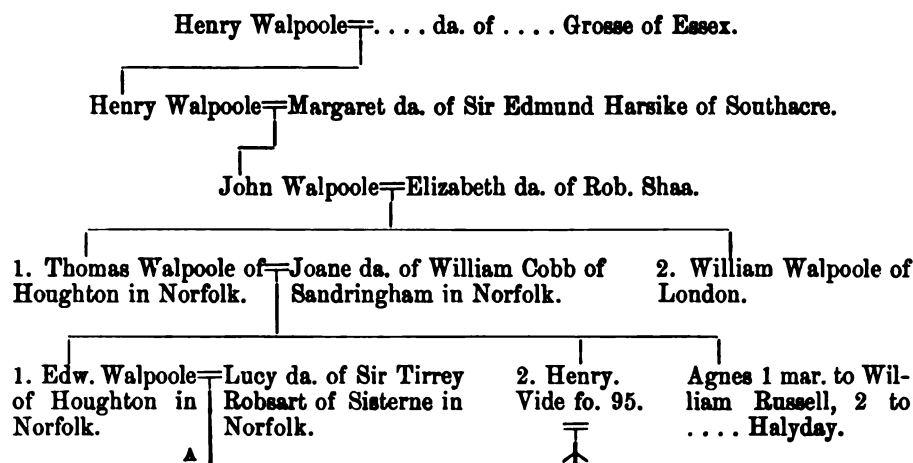 Henry Walpoole=.... da. of .... Grosse of Essex.
Henry Walpoole=Margaret da. of Sir Edmund Harsike of Southacre.
John Walpoole=Elizabeth da. of Rob. Shaa.
1. Thomas Walpoole of
Houghton in Norfolk.
=Joane da. of William Cobb of
Sandringham in Norfolk.
2. William Walpoole of
London.
1. Edw. Walpoole
of Houghton in
Norfolk.
=Lucy da. of Sir Tirrey
Robsart of Sisterne in
Norfolk.
2. Henry.
Vide fo. 95.
Agnes 1 mar. to Wil-
liam Russell, 2 to
.... Halyday.
A